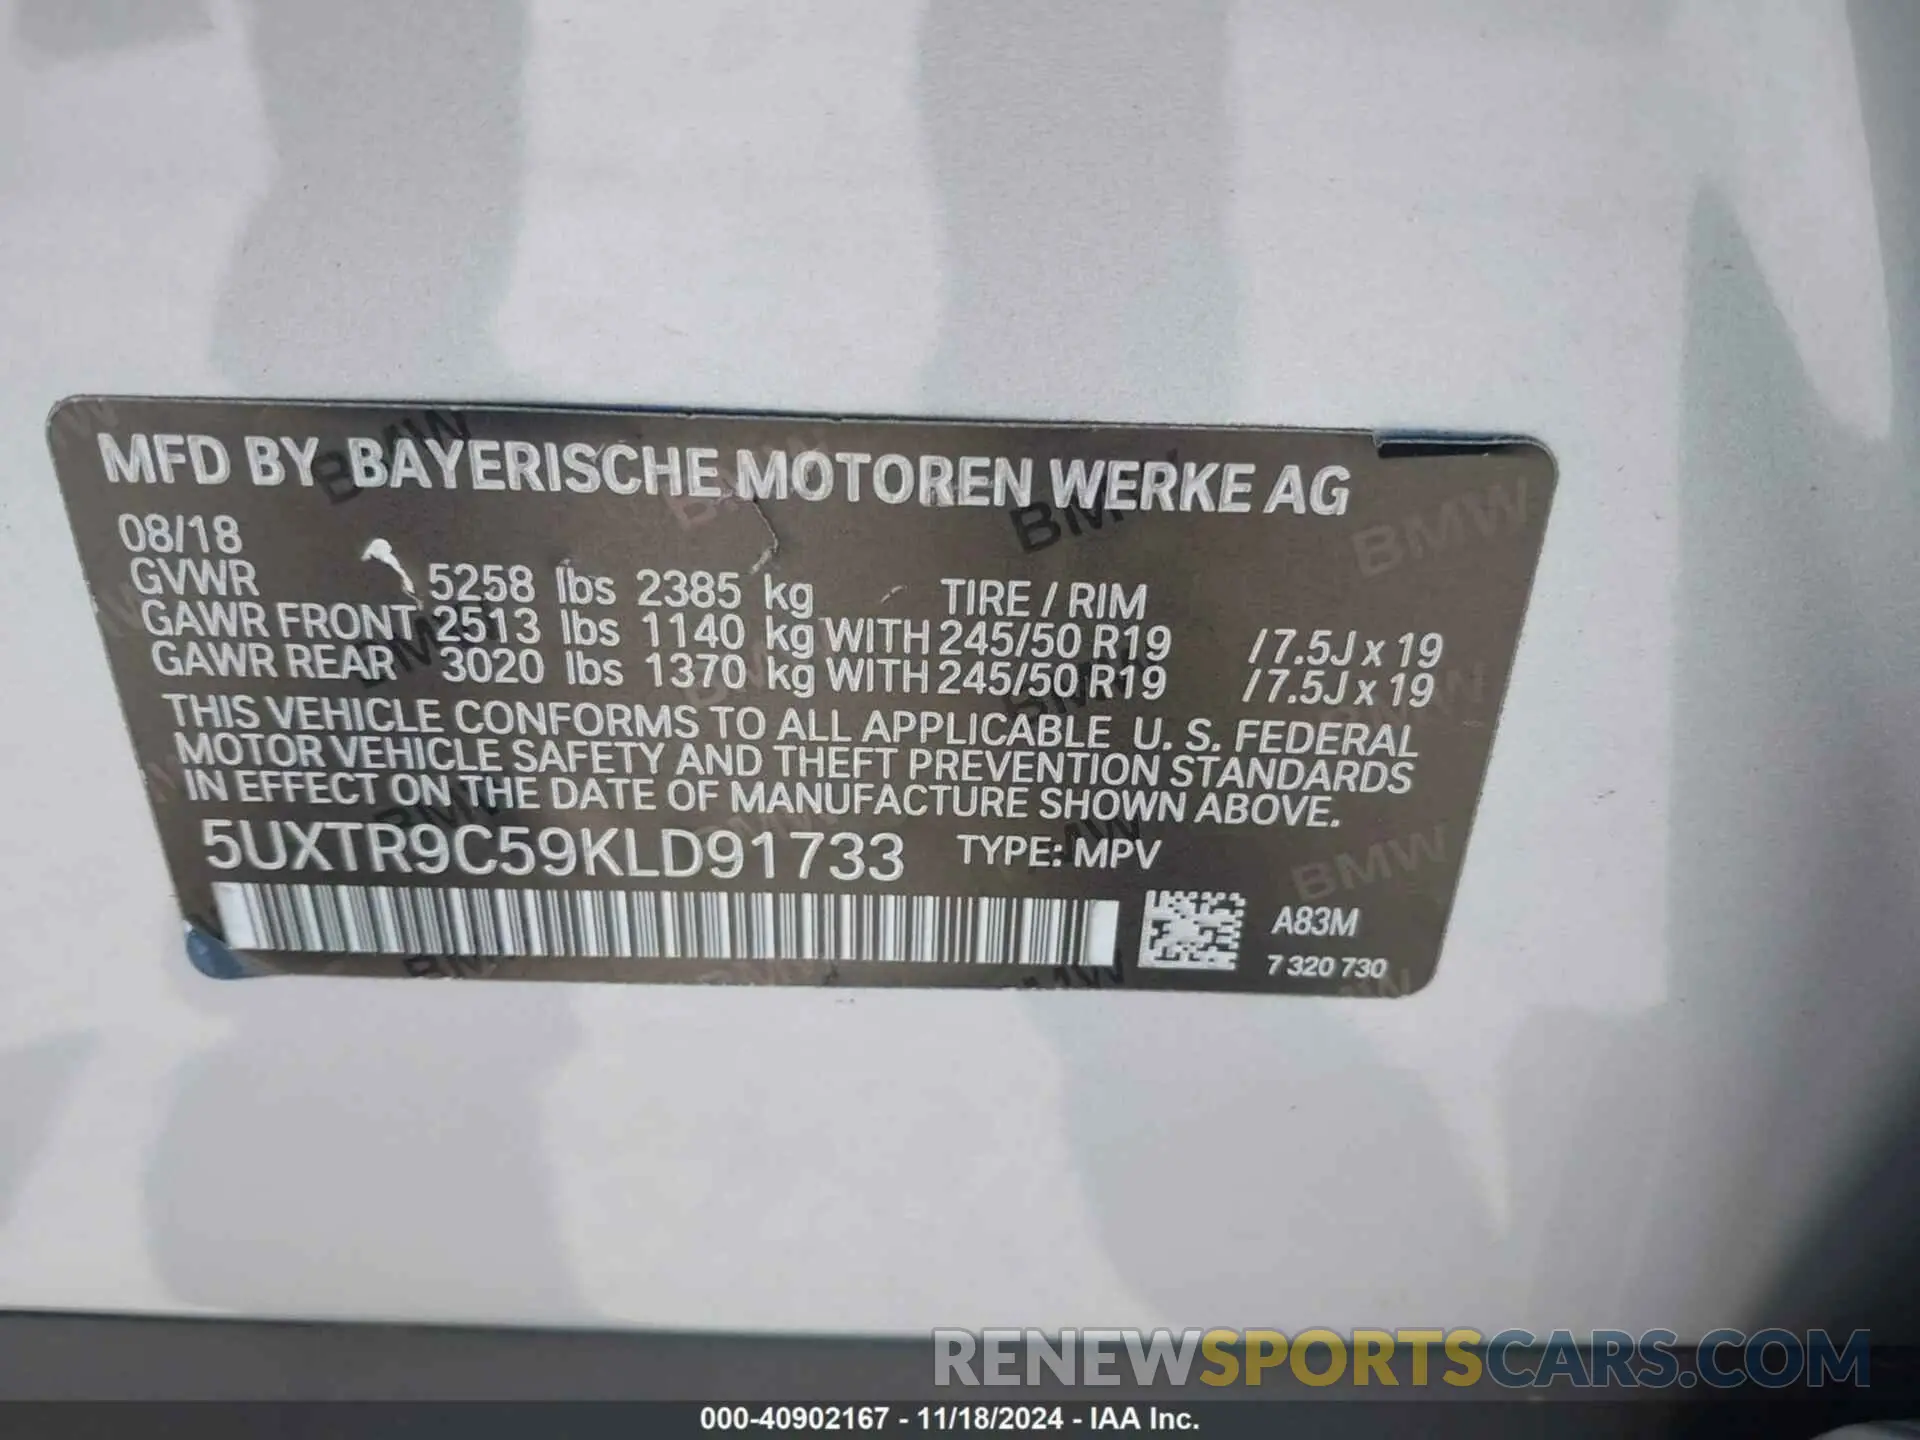 MFD BY BAYERISCHE MOTOREN WERKE AG
08/18
GVWR 5258 lbs 2385 kg TIRE / RIM
GAWR FRONT 2513 lbs 1140 kg WITH 245/50 R19 /7.5J x 19
GAWR REAR 3020 lbs 1370 kg WITH 245/50 R19 /7.5J x 19
THIS VEHICLE CONFORMS TO ALL APPLICABLE U. S. FEDERAL
MOTOR VEHICLE SAFETY AND THEFT PREVENTION STANDARDS
IN EFFECT ON THE DATE OF MANUFACTURE SHOWN ABOVE.
5UXTR9C59KLD91733 TYPE: MPV
A83M
7 320 730
RENEWSPORTSCARS.COM
000-40902167 - 11/18/2024 - IAA Inc.